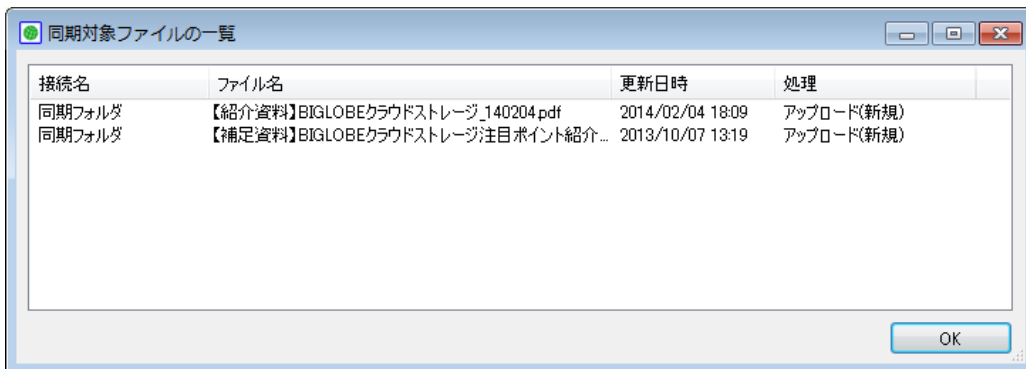 同期対象ファイルの一覧
接続名 ファイル名 更新日時 処理
同期フォルダ 【紹介資料】BIGLOBEクラウドストレージ_140204.pdf 2014/02/04 18:09 アップロード(新規)
同期フォルダ 【補足資料】BIGLOBEクラウドストレージ注目ポイント紹介... 2013/10/07 13:19 アップロード(新規)
OK